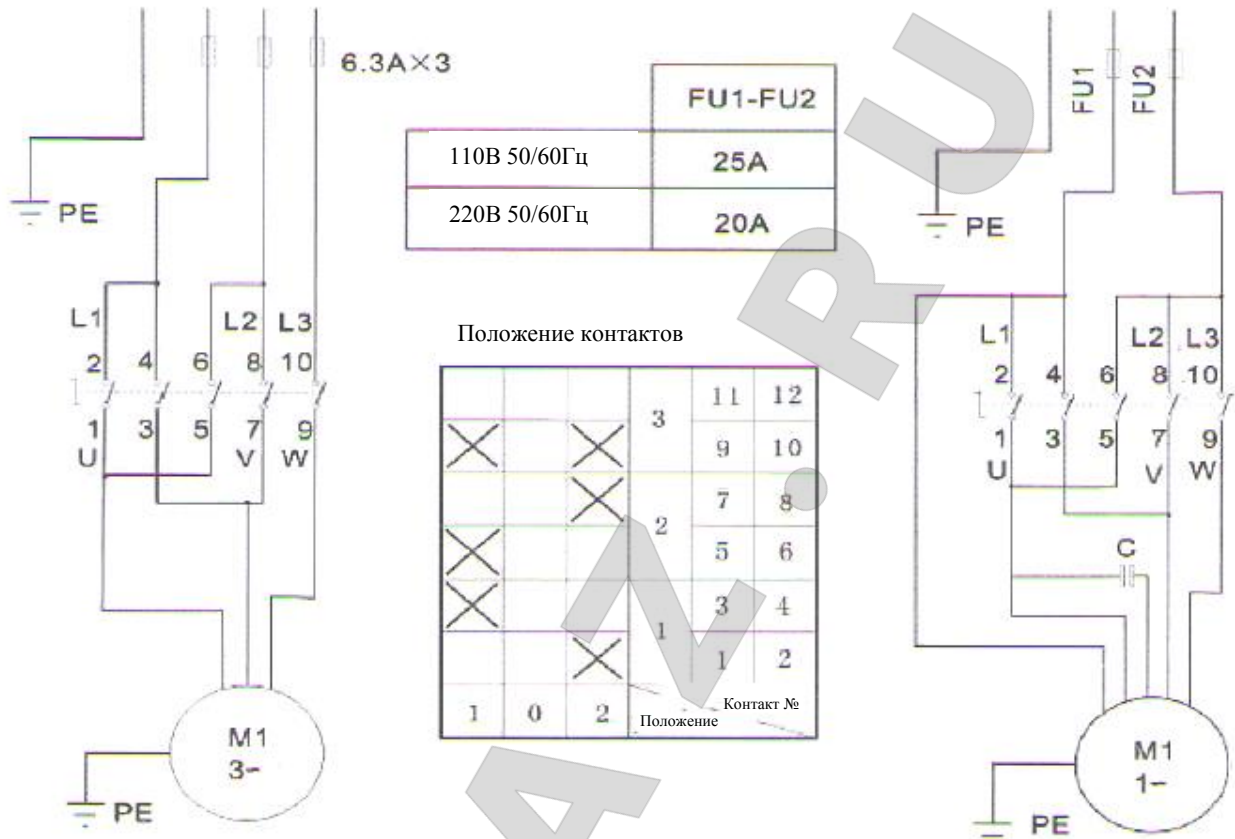 6.3A×3
PE
L1 L2 L3
2 4 6 8 10
1 3 5 7 9
U V W
M1
3~
PE
FU1-FU2
110В 50/60Гц 25A
220В 50/60Гц 20A
Положение контактов
3 11 12
9 10
2 7 8
5 6
1 3 4
1 2
1 0 2 Положение Контакт №
FU1 FU2
PE
L1 L2 L3
2 4 6 8 10
1 3 5 7 9
U V W
C
M1
1~
PE
AZ.RU